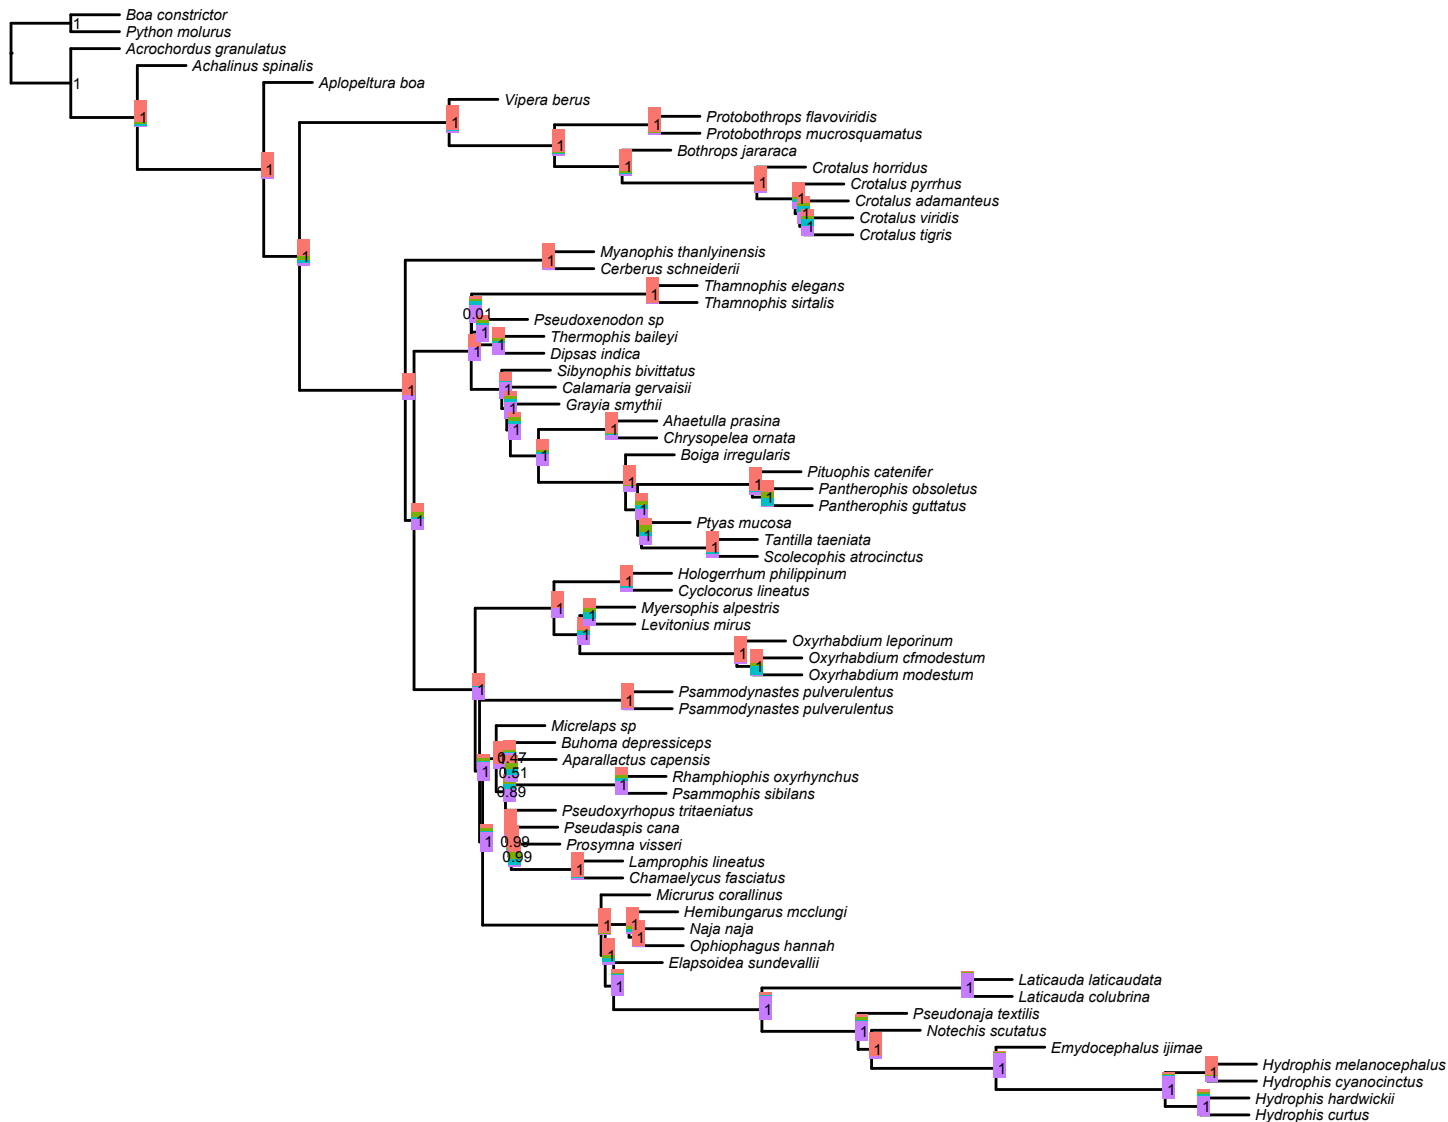 Boa constrictor
1
Python molurus
Acrochordus granulatus
Achalinus spinalis
1
Aplopeltura boa
Vipera berus
1
Protobothrops flavoviridis
1
1
Protobothrops mucrosquamatus
1
Bothrops jararaca
1
1
Crotalus horridus
1
Crotalus pyrrhus
1
Crotalus adamanteus
1
Crotalus viridis
1
Crotalus tigris
1
Myanophis thanlyinensis
1
Cerberus schneiderii
Thamnophis elegans
1
Thamnophis sirtalis
0.01
Pseudoxenodon sp
1
Thermophis baileyi
1
1
Dipsas indica
Sibynophis bivittatus
1
Calamaria gervaisii
1
1
Grayia smythii
Ahaetulla prasina
1
1
Chrysopelea ornata
1
Boiga irregularis
Pituophis catenifer
1
1
Pantherophis obsoletus
1
Pantherophis guttatus
1
1
Ptyas mucosa
1
Tantilla taeniata
1
Scolecophis atrocinctus
Hologerrhum philippinum
1
Cyclocorus lineatus
1
Myersophis alpestris
1
Levitonius mirus
1
Oxyrhabdium leporinum
1
Oxyrhabdium cfmodestum
1
Oxyrhabdium modestum
1
Psammodynastes pulverulentus
1
Psammodynastes pulverulentus
Micrelaps sp
Buhoma depressiceps
0.47
Aparallactus capensis
1
0.51
Rhamphiophis oxyrhynchus
1
0.89
Psammophis sibilans
Pseudoxyrhopus tritaeniatus
Pseudaspis cana
1
0.99
Prosymna visseri
0.99
Lamprophis lineatus
1
Chamaelycus fasciatus
Micrurus corallinus
Hemibungarus mcclungi
1
1
Naja naja
1
Ophiophagus hannah
1
Elapsoidea sundevallii
Laticauda laticaudata
1
1
Laticauda colubrina
1
Pseudonaja textilis
1
Notechis scutatus
1
Emydocephalus ijimae
1
Hydrophis melanocephalus
1
Hydrophis cyanocinctus
1
Hydrophis hardwickii
1
Hydrophis curtus